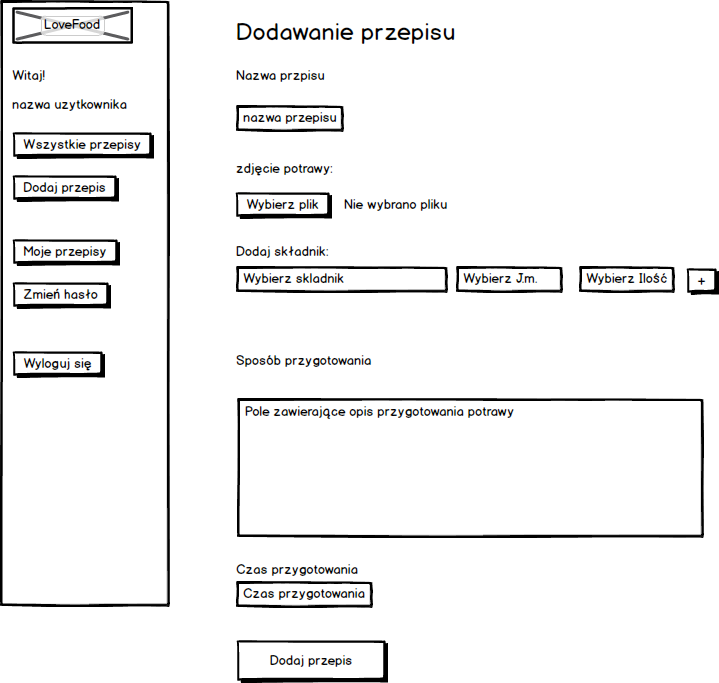 LoveFood
Witaj!
nazwa uzytkownika
Wszystkie przepisy
Dodaj przepis
Moje przepisy
Zmień hasło
Wyloguj się
Dodawanie przepisu
Nazwa przpisu
nazwa przepisu
zdjęcie potrawy:
Wybierz plik Nie wybrano pliku
Dodaj składnik:
Wybierz skladnik Wybierz J.m. Wybierz Ilość +
Sposób przygotowania
Pole zawierające opis przygotowania potrawy
Czas przygotowania
Czas przygotowania
Dodaj przepis